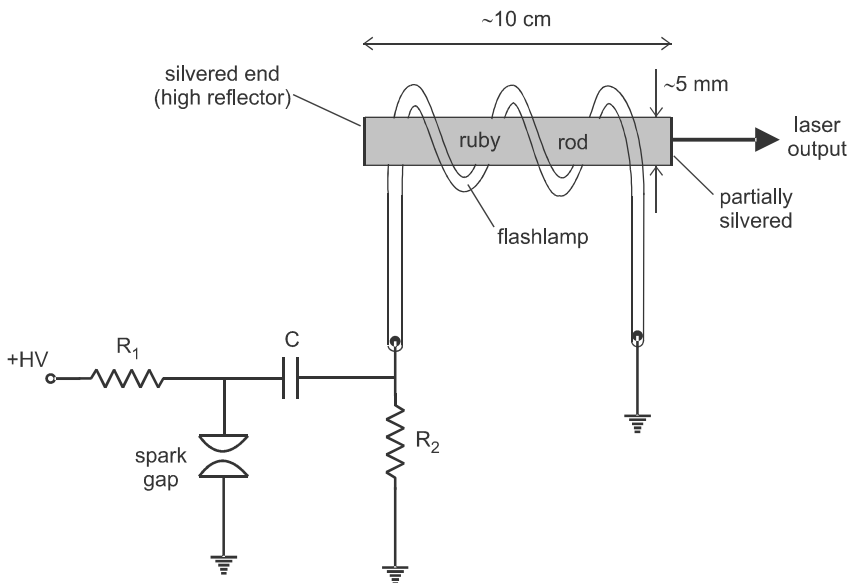 ~10 cm
silvered end
(high reflector)
~5 mm
ruby rod
laser
output
partially
silvered
flashlamp
+HV
R1
C
spark
gap
R2